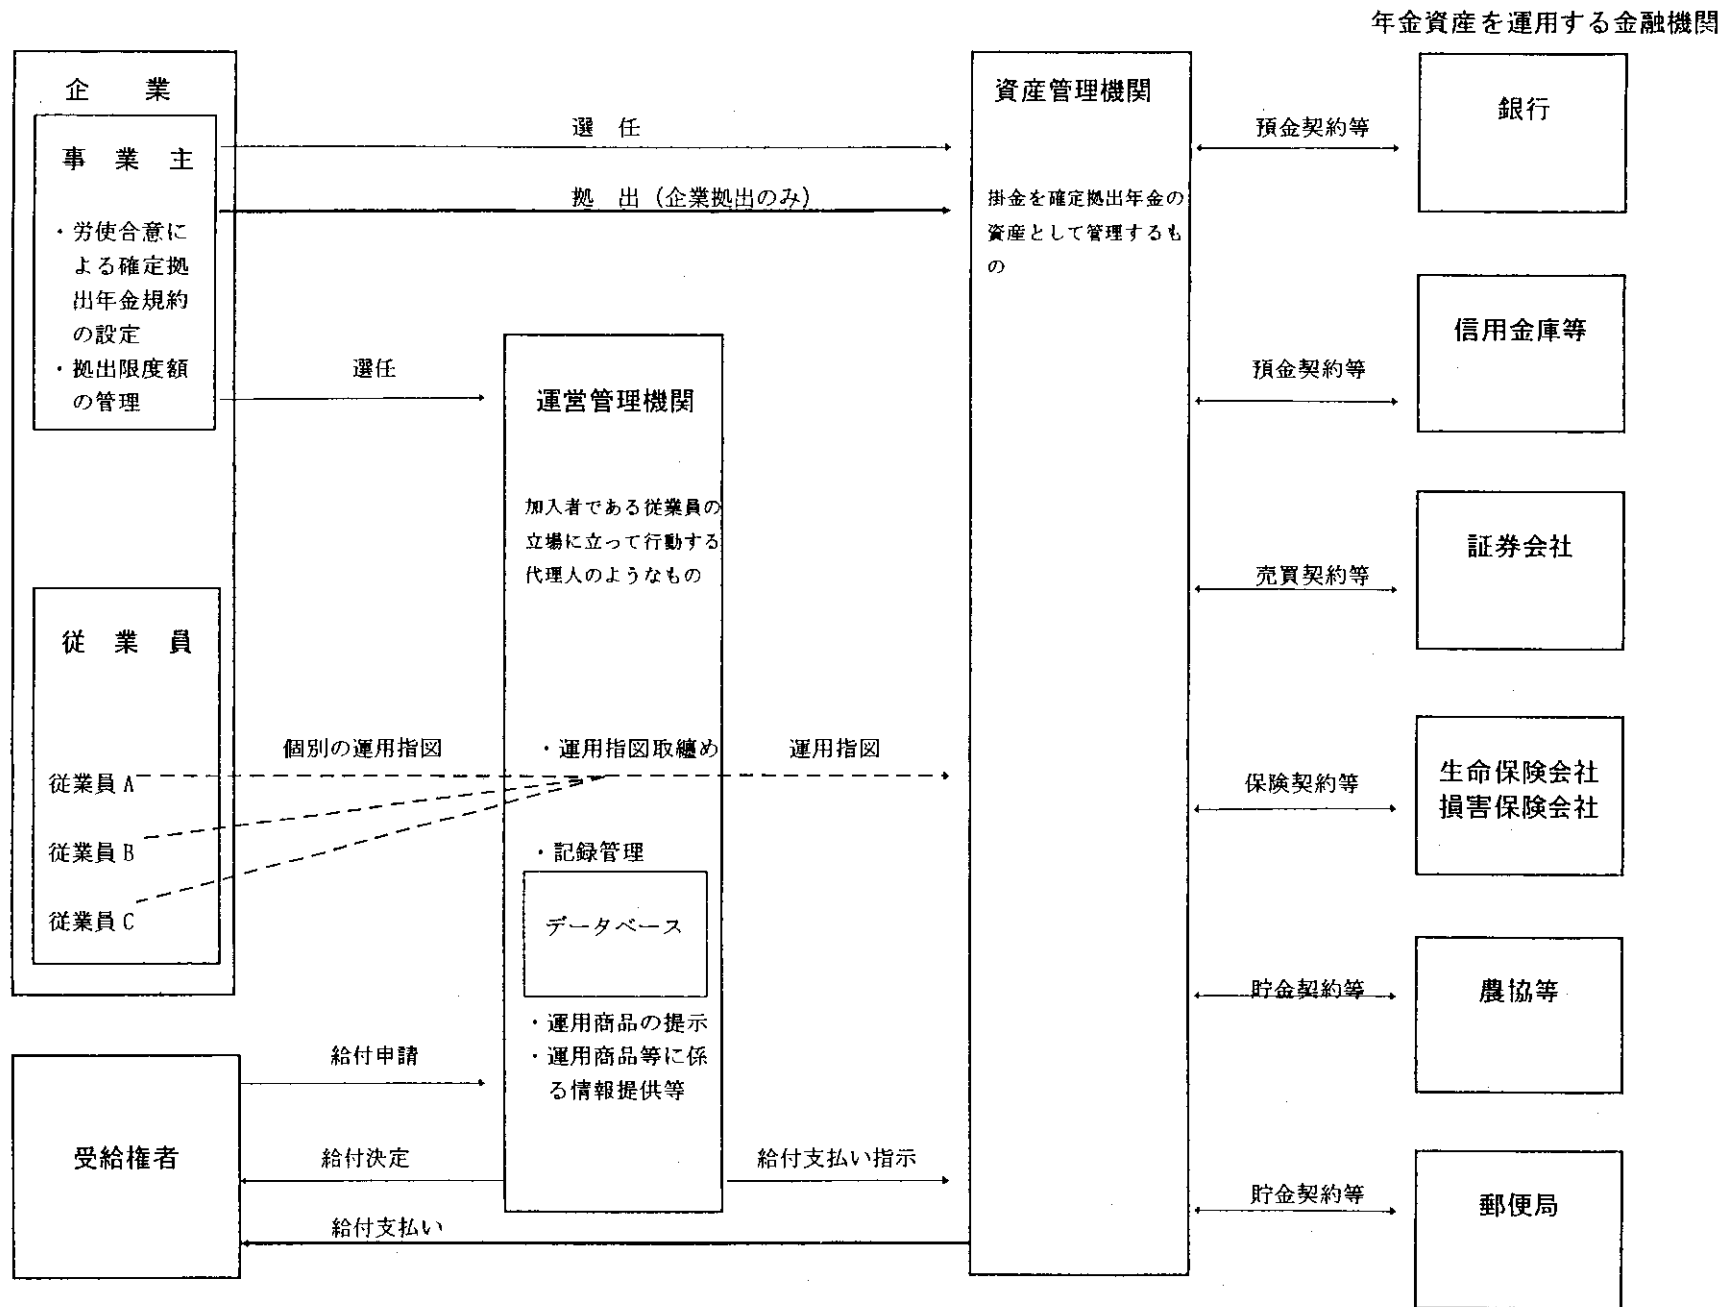 年金資産を運用する金融機関
企　業
事　業　主
・労使合意に
よる確定拠
出年金規約
の設定
・拠出限度額
の管理
従　業　員
従業員A
従業員B
従業員C
受給権者
選　任
拠　出（企業拠出のみ）
選任
個別の運用指図
給付申請
給付決定
給付支払い
運営管理機関
加入者である従業員の
立場に立って行動する
代理人のようなもの
・運用指図取纏め
・記録管理
データベース
・運用商品の提示
・運用商品等に係
る情報提供等
運用指図
給付支払い指示
資産管理機関
掛金を確定拠出年金の
資産として管理するも
の
預金契約等
銀行
預金契約等
信用金庫等
売買契約等
証券会社
保険契約等
生命保険会社
損害保険会社
貯金契約等
農協等
貯金契約等
郵便局